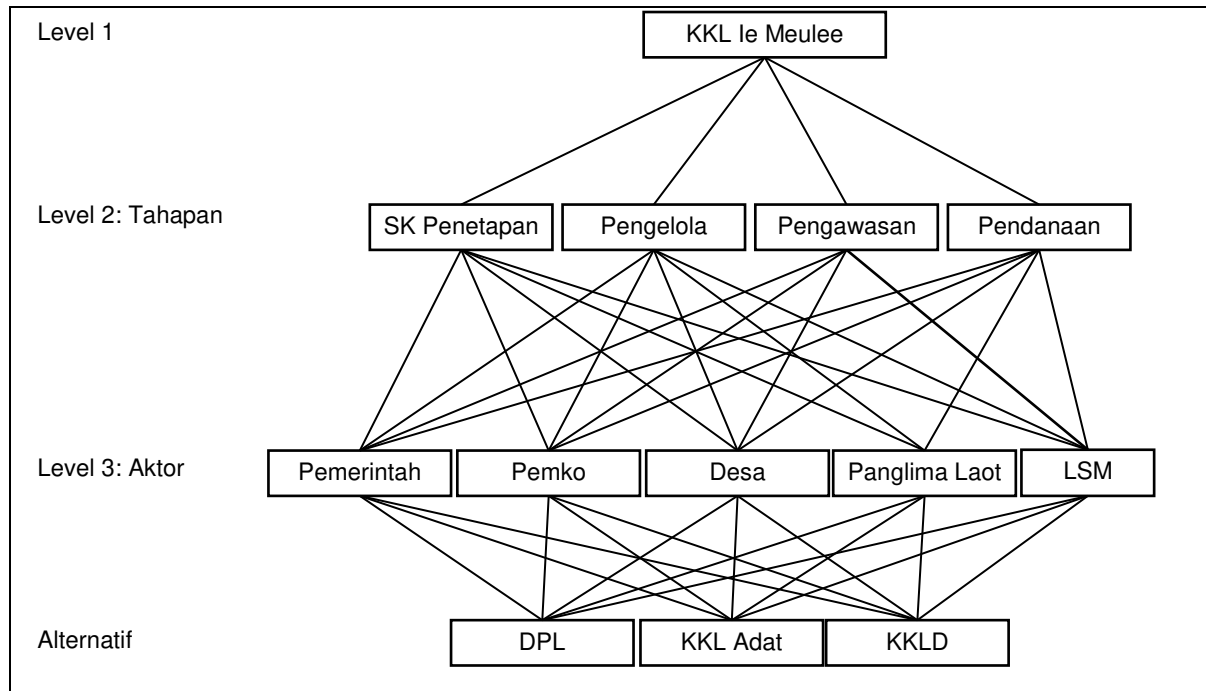 Level 1
KKL Ie Meulee
Level 2: Tahapan
SK Penetapan
Pengelola
Pengawasan
Pendanaan
Level 3: Aktor
Pemerintah
Pemko
Desa
Panglima Laot
LSM
Alternatif
DPL
KKL Adat
KKLD